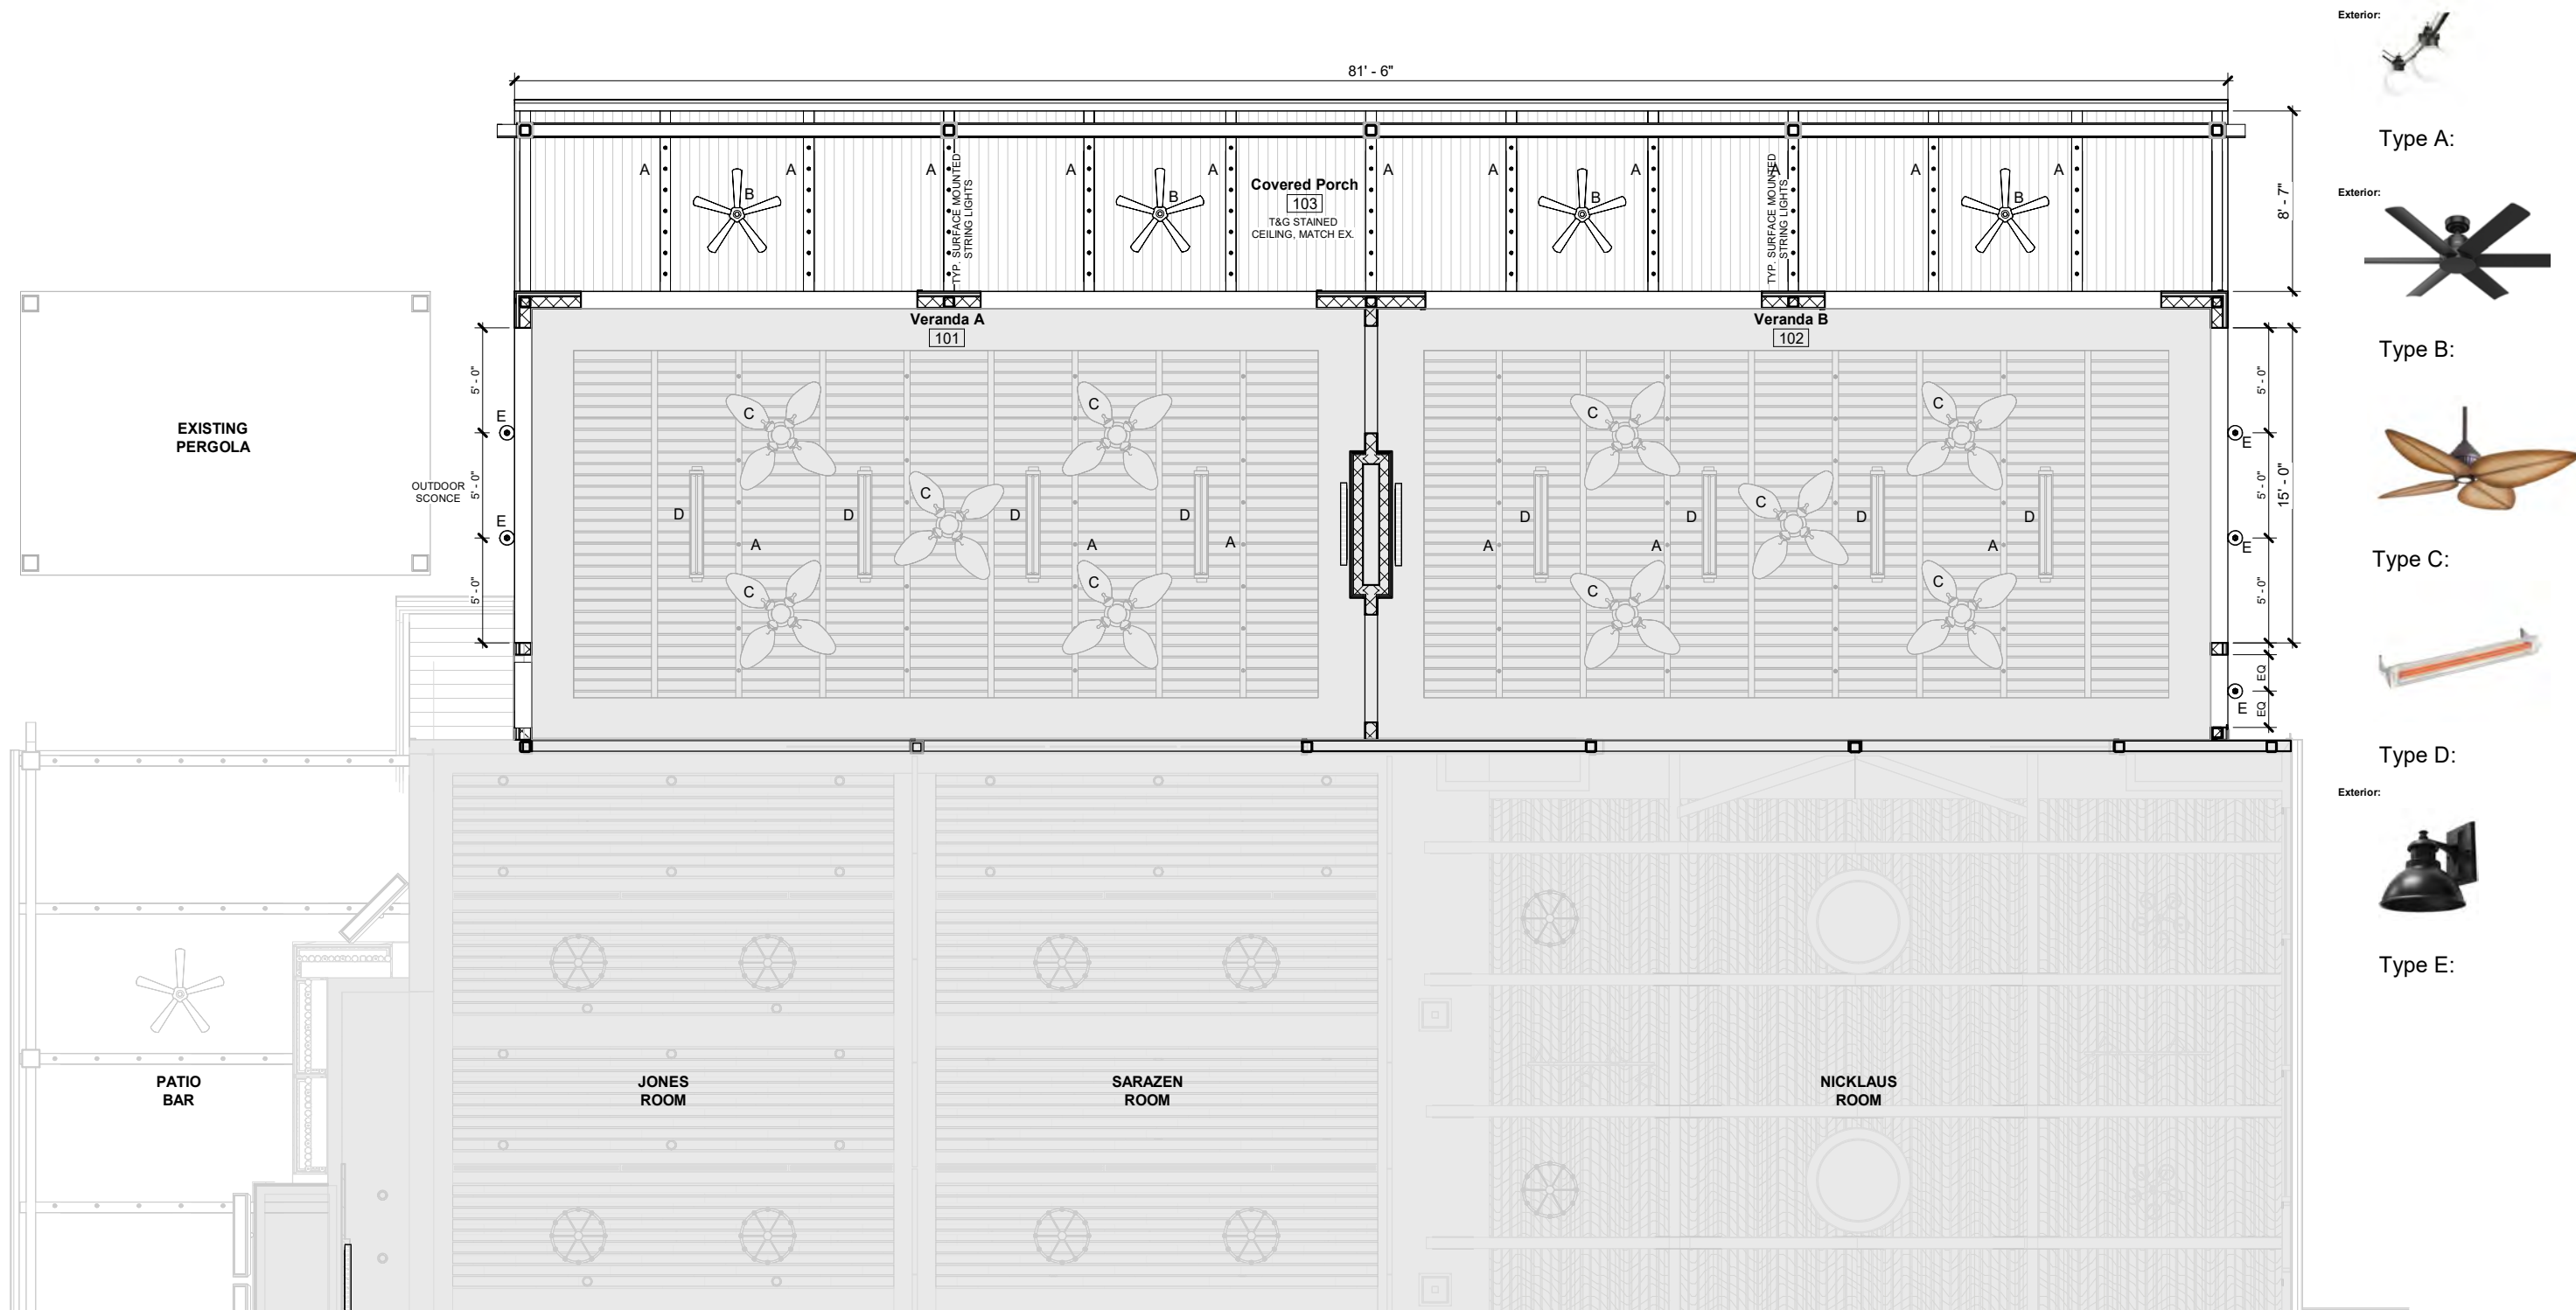 81' - 6"
A
A
A
A
A
A
A
A
A
A
A
B
B
B
B
TYP. SURFACE MOUNTED
STRING LIGHTS
Covered Porch
103
T&G STAINED
CEILING, MATCH EX.
TYP. SURFACE MOUNTED
STRING LIGHTS
8' - 7"
Veranda A
101
Veranda B
102
EXISTING
PERGOLA
OUTDOOR
SCONCE
5' - 0"
5' - 0"
5' - 0"
E
E
C
C
C
C
C
D
D
D
D
A
A
A
C
C
C
C
C
D
D
D
D
A
A
A
E
E
E
5' - 0"
5' - 0"
5' - 0"
15' - 0"
EQ
EQ
PATIO
BAR
JONES
ROOM
SARAZEN
ROOM
NICKLAUS
ROOM
Exterior:
Type A:
Exterior:
Type B:
Type C:
Type D:
Exterior:
Type E: